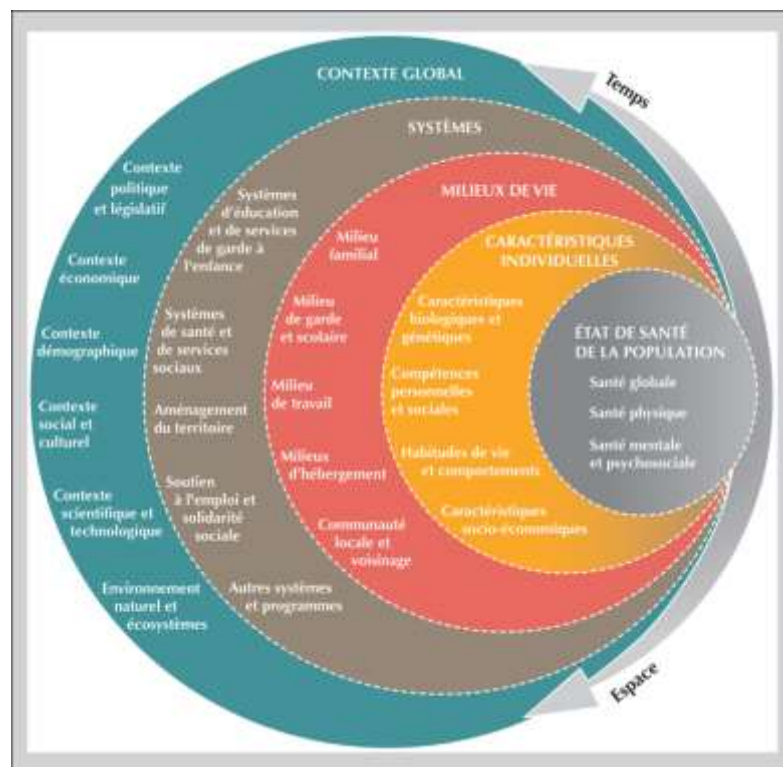 CONTEXTE GLOBAL
Temps
SYSTÈMES
MILIEUX DE VIE
CARACTÉRISTIQUES
INDIVIDUELLES
ÉTAT DE SANTÉ
DE LA POPULATION
Santé globale
Santé physique
Santé mentale
et psychosociale
Contexte
politique
et législatif
Contexte
économique
Contexte
démographique
Contexte
social et
culturel
Contexte
scientifique et
technologique
Environnement
naturel et
écosystèmes
Systèmes
d'éducation
et de services
de garde à
l'enfance
Systèmes
de santé et
de services
sociaux
Aménagement
du territoire
Soutien
à l'emploi et
solidarité
sociale
Autres systèmes
et programmes
Milieu
familial
Milieu
de garde
et scolaire
Milieu
de travail
Milieux
d'hébergement
Communauté
locale et
voisinage
Caractéristiques
biologiques et
génétiques
Compétences
personnelles
et sociales
Habitudes de vie
et comportements
Caractéristiques
socio-économiques
Espace